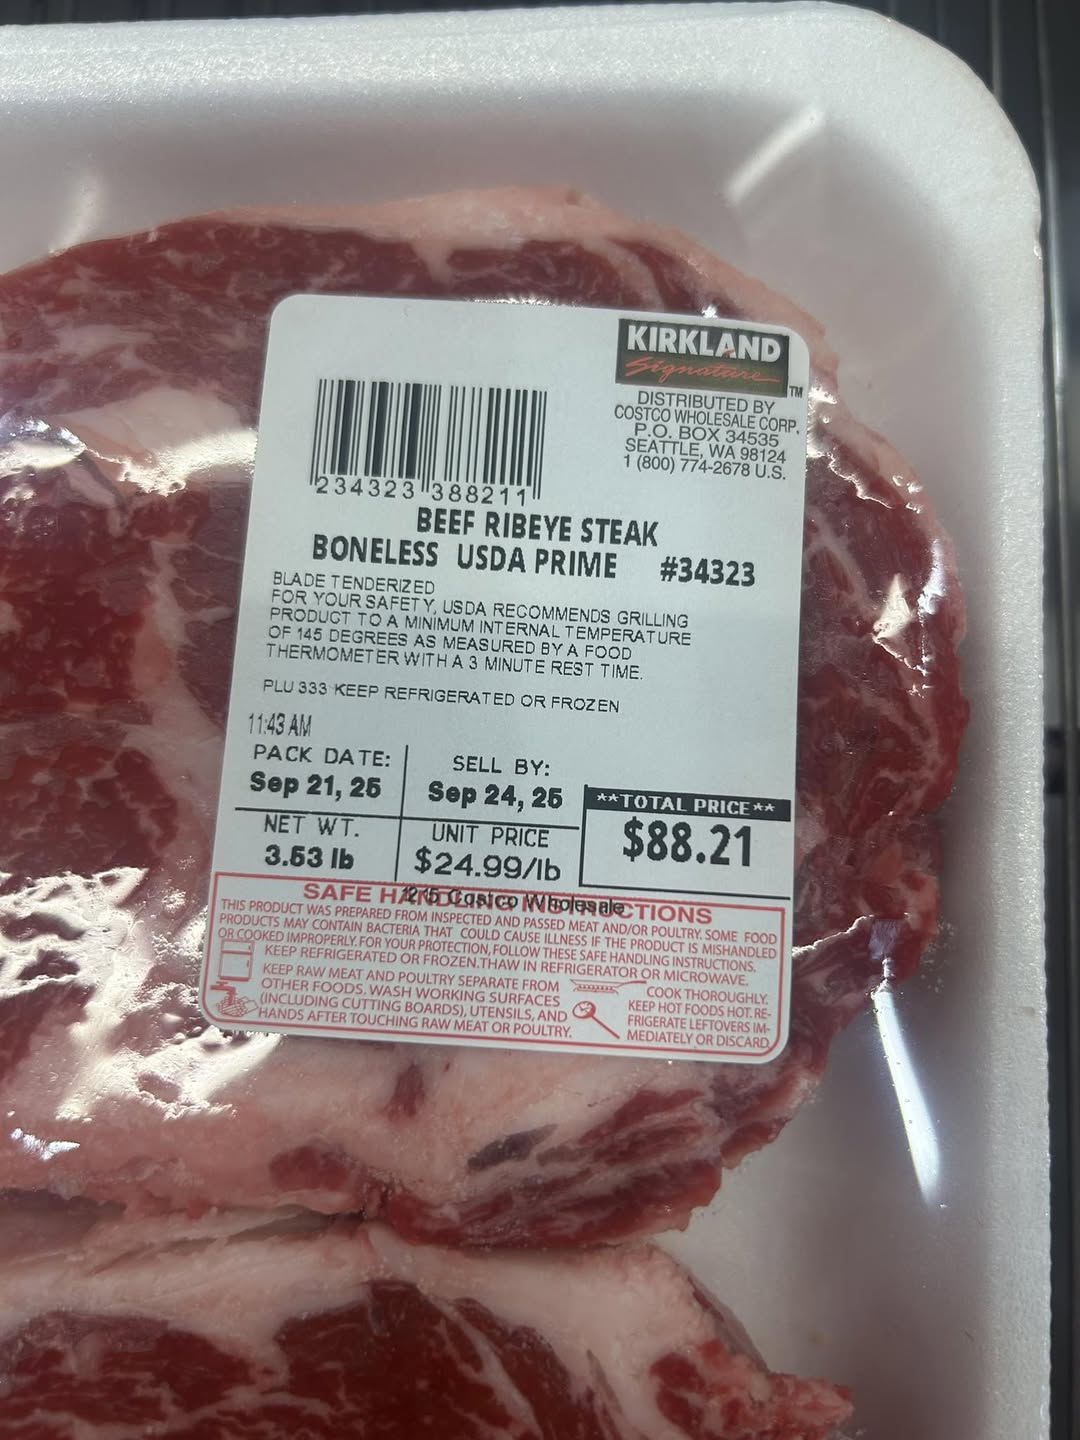 KIRKLAND
Signature TM
DISTRIBUTED BY
COSTCO WHOLESALE CORP.
P.O. BOX 34535
SEATTLE, WA 98124
1 (800) 774-2678 U.S.
234323 388211
BEEF RIBEYE STEAK
BONELESS USDA PRIME #34323
BLADE TENDERIZED
FOR YOUR SAFETY, USDA RECOMMENDS GRILLING
PRODUCT TO A MINIMUM INTERNAL TEMPERATURE
OF 145 DEGREES AS MEASURED BY A FOOD
THERMOMETER WITH A 3 MINUTE REST TIME.
PLU 333 KEEP REFRIGERATED OR FROZEN
11:43 AM
PACK DATE:
Sep 21, 25
SELL BY:
Sep 24, 25
NET WT.
3.53 lb
UNIT PRICE
$24.99/lb
**TOTAL PRICE**
$88.21
1215 Costco Wholesale
SAFE HANDLING INSTRUCTIONS
THIS PRODUCT WAS PREPARED FROM INSPECTED AND PASSED MEAT AND/OR POULTRY. SOME FOOD
PRODUCTS MAY CONTAIN BACTERIA THAT COULD CAUSE ILLNESS IF THE PRODUCT IS MISHANDLED
OR COOKED IMPROPERLY. FOR YOUR PROTECTION, FOLLOW THESE SAFE HANDLING INSTRUCTIONS.
KEEP REFRIGERATED OR FROZEN. THAW IN REFRIGERATOR OR MICROWAVE.
KEEP RAW MEAT AND POULTRY SEPARATE FROM
OTHER FOODS. WASH WORKING SURFACES
(INCLUDING CUTTING BOARDS), UTENSILS, AND
HANDS AFTER TOUCHING RAW MEAT OR POULTRY.
COOK THOROUGHLY.
KEEP HOT FOODS HOT. RE-
FRIGERATE LEFTOVERS IM-
MEDIATELY OR DISCARD.